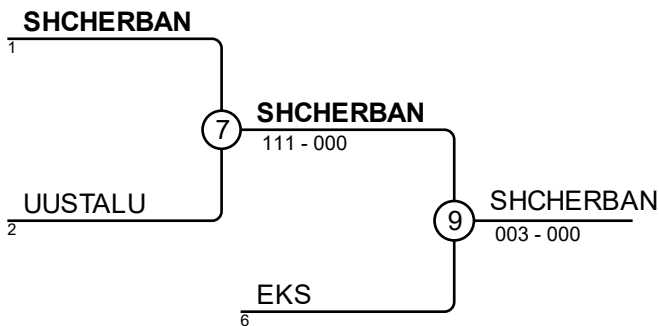 SHCHERBAN
1
7
SHCHERBAN
111 - 000
UUSTALU
2
9
SHCHERBAN
003 - 000
EKS
6